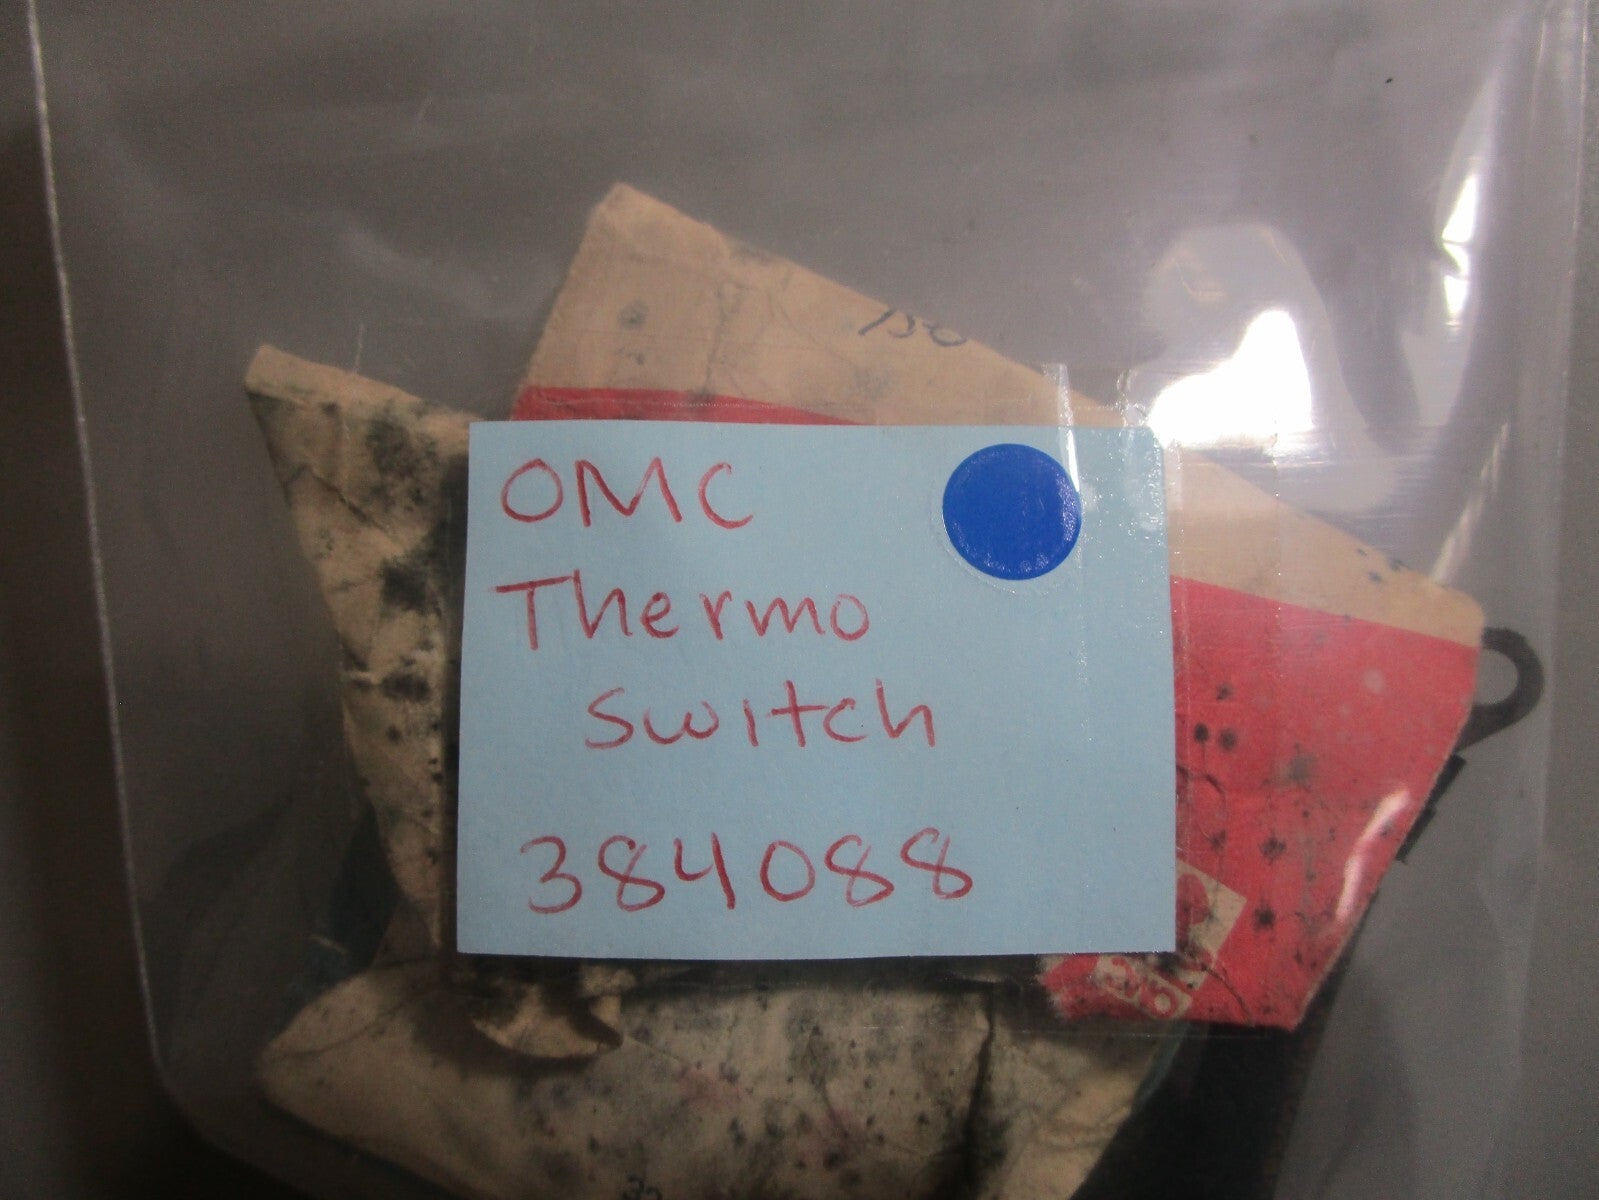 OMC
Thermo
Switch
384088